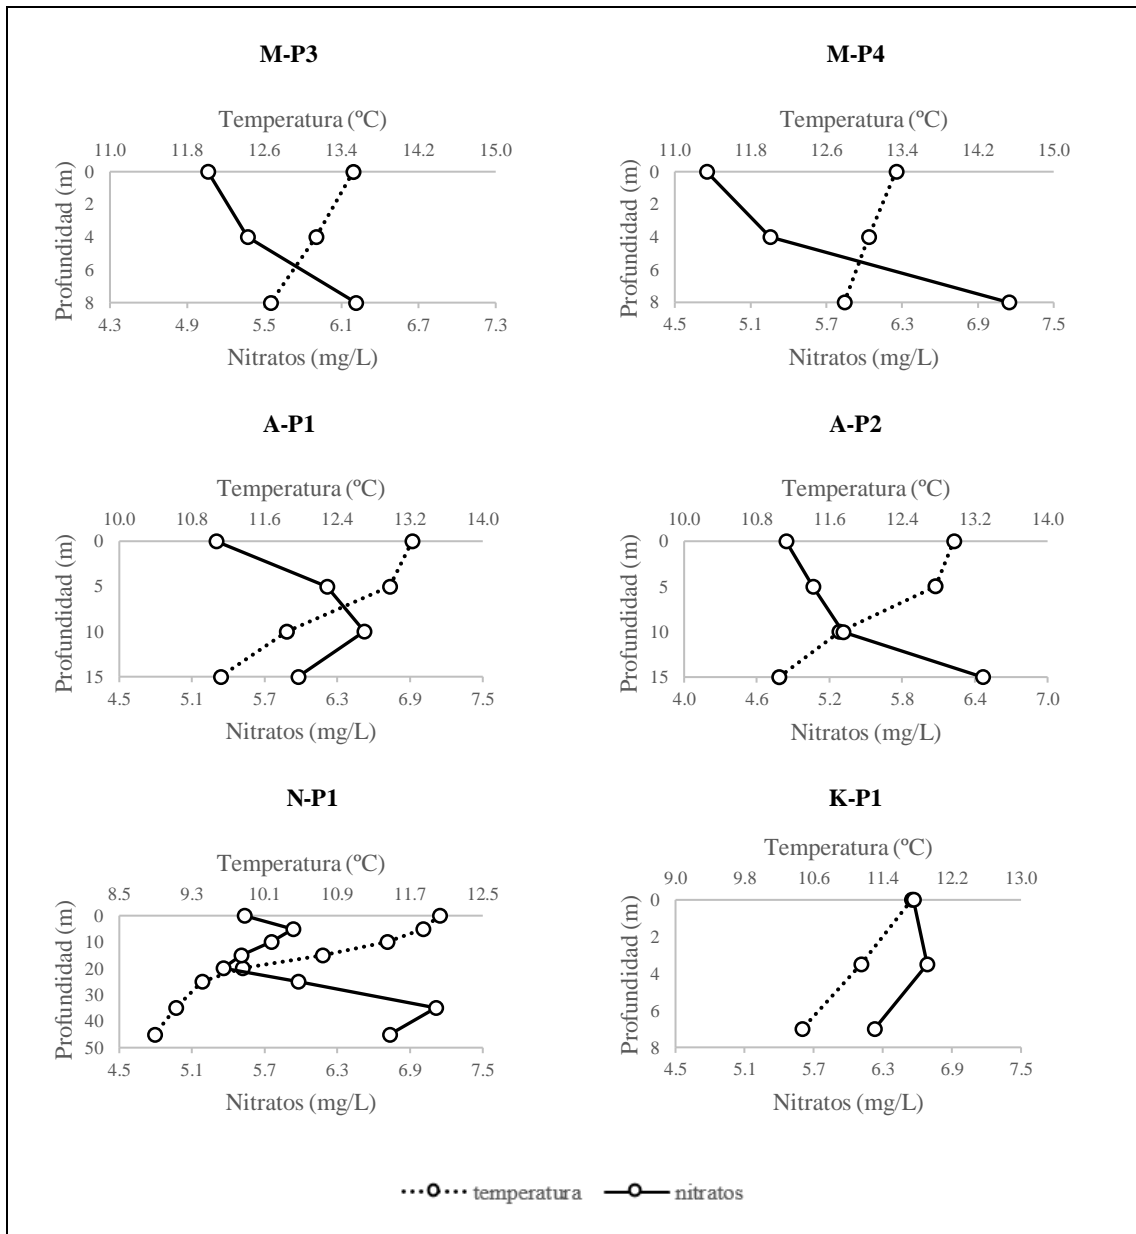 M-P3
Temperatura (ºC)
11.0 11.8 12.6 13.4 14.2 15.0
Profundidad (m)
0
2
4
6
8
4.3 4.9 5.5 6.1 6.7 7.3
Nitratos (mg/L)
M-P4
Temperatura (ºC)
11.0 11.8 12.6 13.4 14.2 15.0
Profundidad (m)
0
2
4
6
8
4.5 5.1 5.7 6.3 6.9 7.5
Nitratos (mg/L)
A-P1
Temperatura (ºC)
10.0 10.8 11.6 12.4 13.2 14.0
Profundidad (m)
0
5
10
15
4.5 5.1 5.7 6.3 6.9 7.5
Nitratos (mg/L)
A-P2
Temperatura (ºC)
10.0 10.8 11.6 12.4 13.2 14.0
Profundidad (m)
0
5
10
15
4.0 4.6 5.2 5.8 6.4 7.0
Nitratos (mg/L)
N-P1
Temperatura (ºC)
8.5 9.3 10.1 10.9 11.7 12.5
Profundidad (m)
0
10
20
30
40
50
4.5 5.1 5.7 6.3 6.9 7.5
Nitratos (mg/L)
K-P1
Temperatura (ºC)
9.0 9.8 10.6 11.4 12.2 13.0
Profundidad (m)
0
2
4
6
8
4.5 5.1 5.7 6.3 6.9 7.5
Nitratos (mg/L)
temperatura nitratos